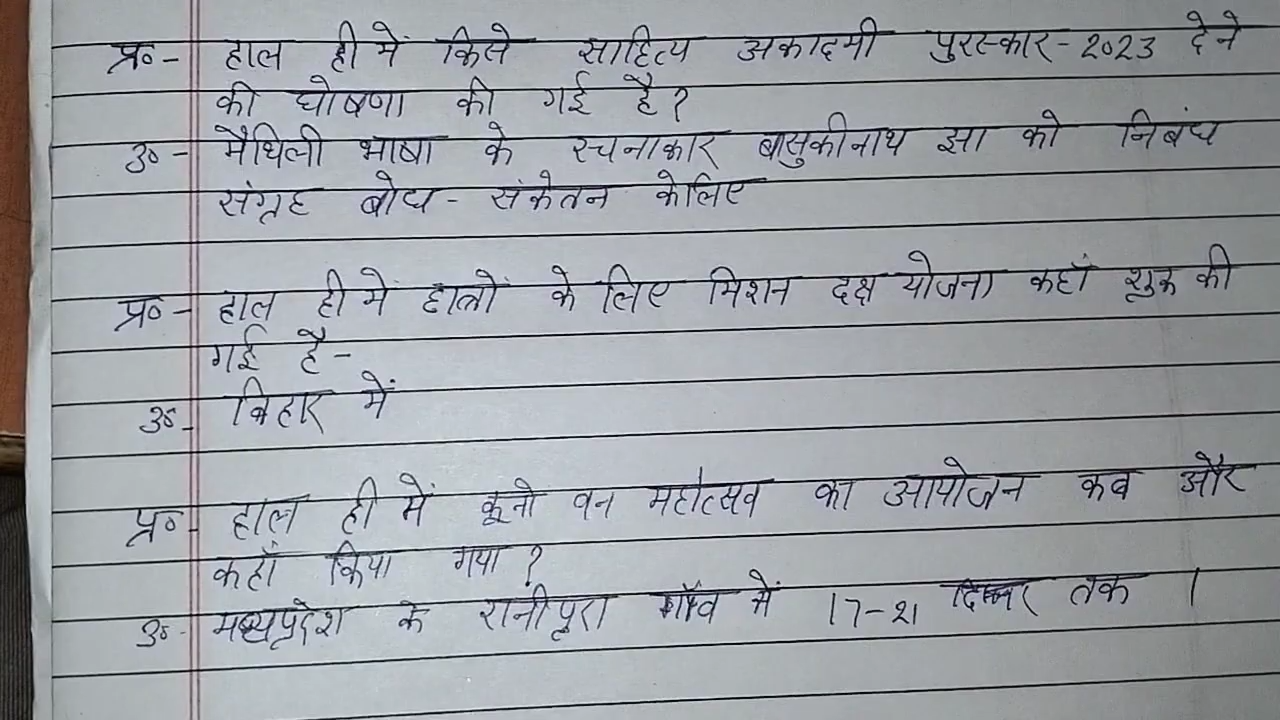 प्र०- हाल ही में किसे साहित्य अकादमी पुरस्कार-2023 देने
की घोषणा की गई है?
उ०- मैथिली भाषा के रचनाकार बासुकीनाथ झा को निबंध
संग्रह बोध-संकेतन केलिए
प्र०- हाल ही में छात्रों के लिए मिशन दक्ष योजना कहाँ शुरू की
गई है-
उ०- बिहार में
प्र०- हाल ही में कूनो वन महोत्सव का आयोजन कब और
कहाँ किया गया?
उ०- मध्यप्रदेश के रानीपुरा गाँव में 17-21 दिसम्बर तक।